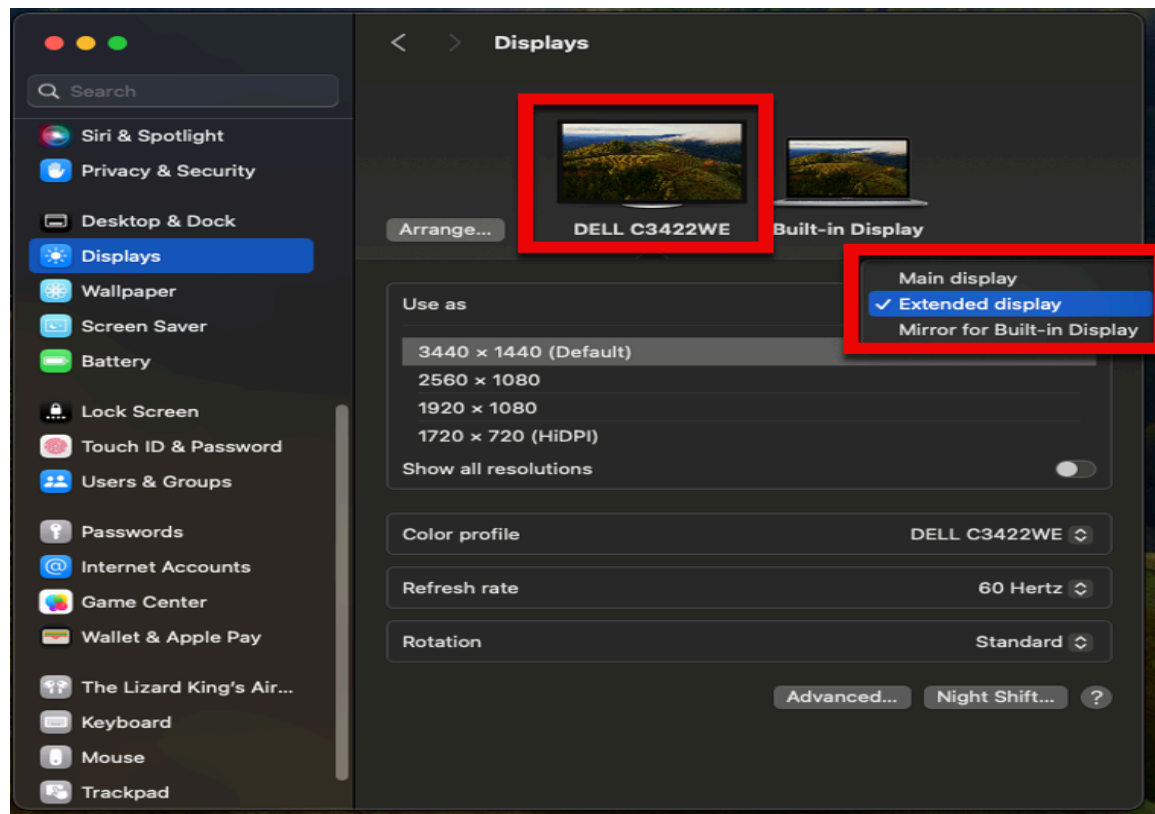 Displays
Search
Siri & Spotlight
Privacy & Security
Desktop & Dock
Displays
Wallpaper
Screen Saver
Battery
Lock Screen
Touch ID & Password
Users & Groups
Passwords
Internet Accounts
Game Center
Wallet & Apple Pay
The Lizard King's Air...
Keyboard
Mouse
Trackpad
Arrange...
DELL C3422WE
Built-in Display
Use as
Main display
✓ Extended display
Mirror for Built-in Display
3440 × 1440 (Default)
2560 × 1080
1920 × 1080
1720 × 720 (HiDPI)
Show all resolutions
Color profile DELL C3422WE
Refresh rate 60 Hertz
Rotation Standard
Advanced... Night Shift... ?